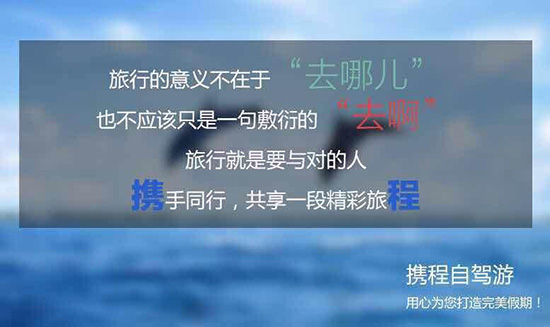 旅行的意义不在于 “去哪儿”
也不应该只是一句敷衍的 “去啊”
旅行就是要与对的人
携手同行，共享一段精彩旅程
携程自驾游
用心为您打造完美假期！